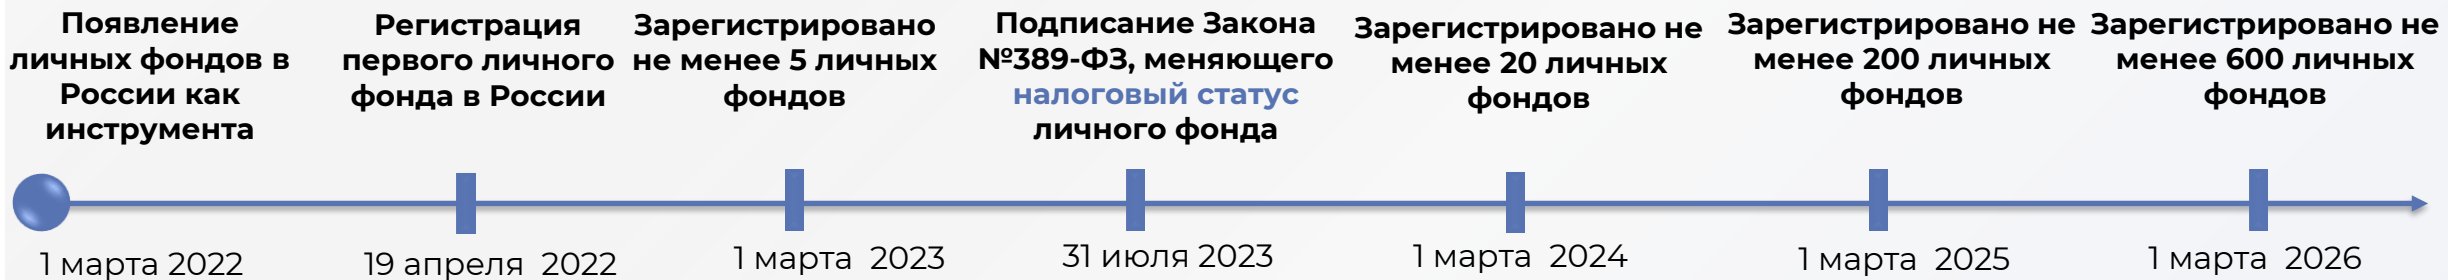 Появление
личных фондов в
России как
инструмента
1 марта 2022
Регистрация
первого личного
фонда в России
19 апреля 2022
Зарегистрировано
не менее 5 личных
фондов
1 марта 2023
Подписание Закона
№389-ФЗ, меняющего
налоговый статус
личного фонда
31 июля 2023
Зарегистрировано не
менее 20 личных
фондов
1 марта 2024
Зарегистрировано не
менее 200 личных
фондов
1 марта 2025
Зарегистрировано не
менее 600 личных
фондов
1 марта 2026